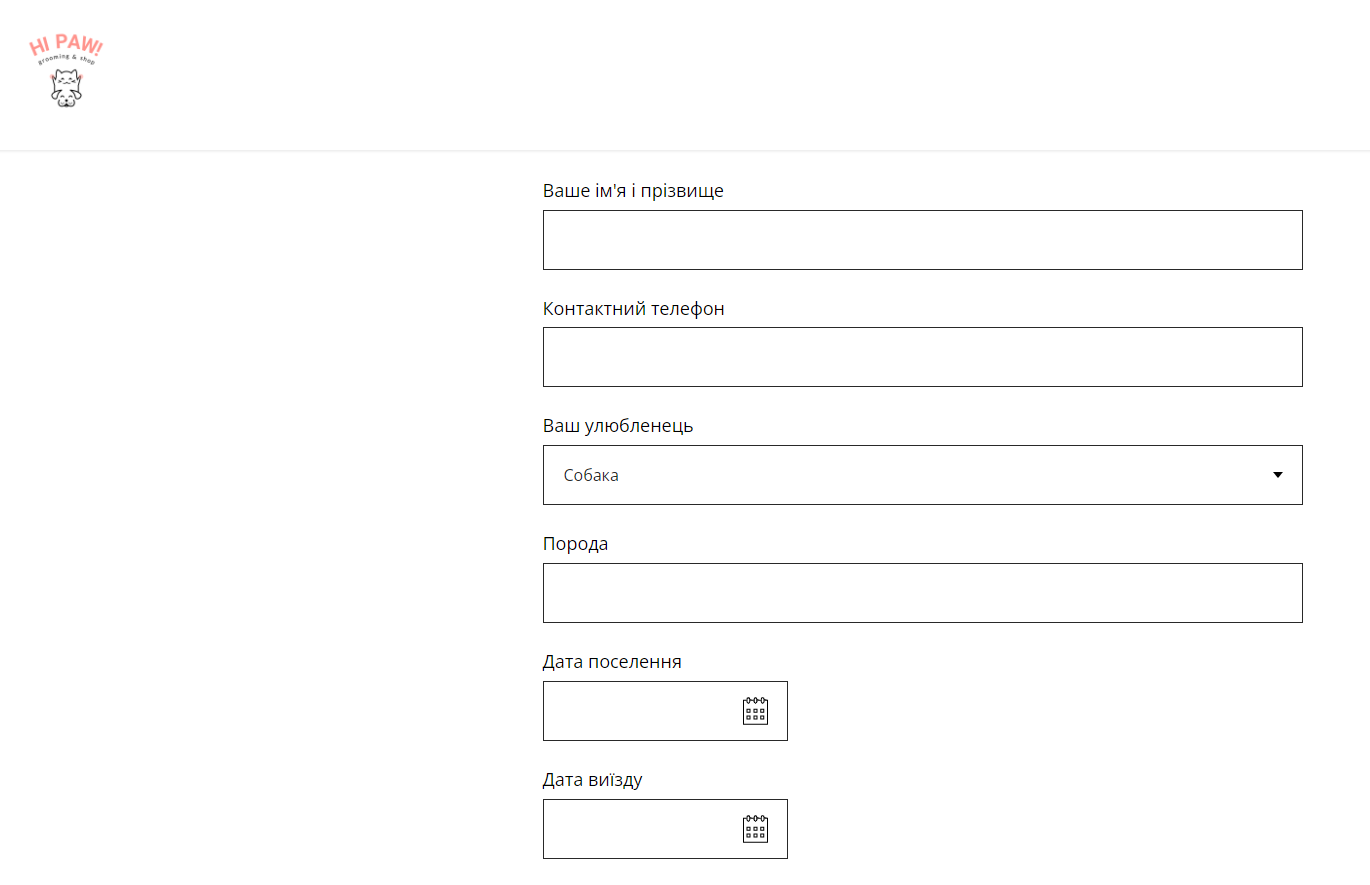 HI PAW!
grooming & shop
Ваше ім'я і прізвище
Контактний телефон
Ваш улюбленець
Собака
Порода
Дата поселення
Дата виїзду